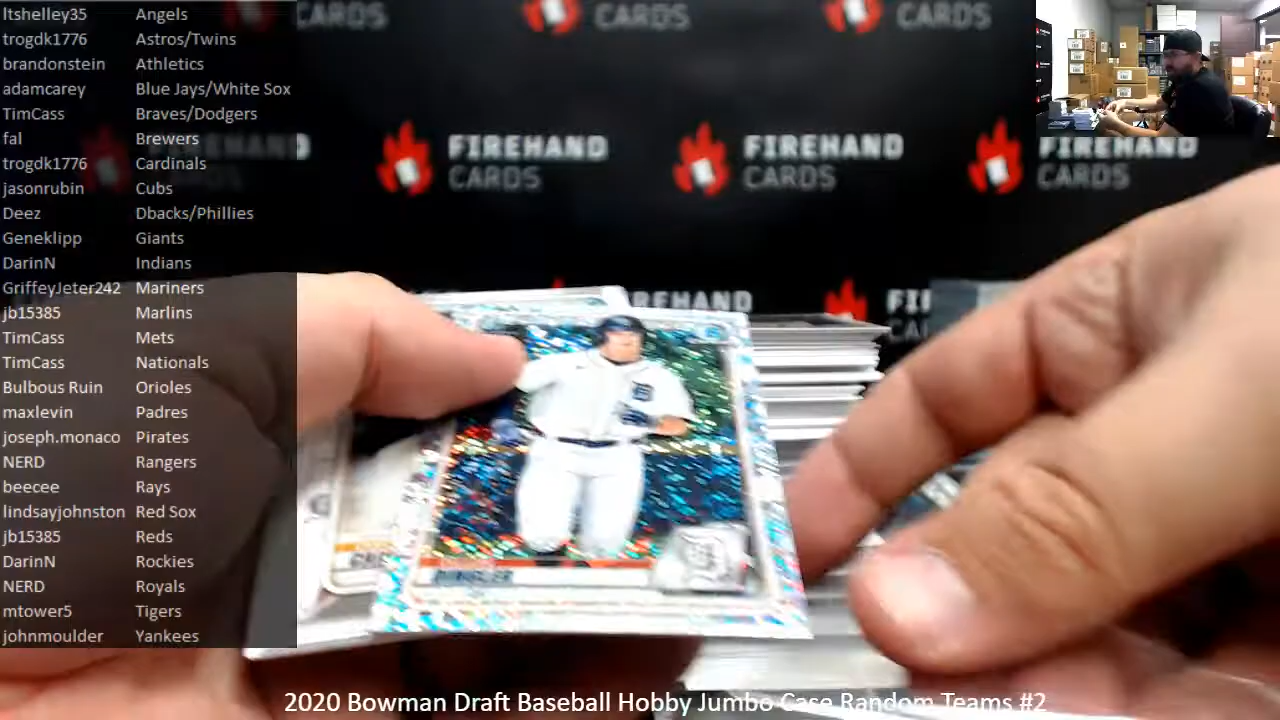 ltshelley35 Angels
trogdk1776 Astros/Twins
brandonstein Athletics
adamcarey Blue Jays/White Sox
TimCass Braves/Dodgers
fal Brewers
trogdk1776 Cardinals
jasonrubin Cubs
Deez Dbacks/Phillies
Geneklipp Giants
DarinN Indians
GriffeyJeter242 Mariners
jb15385 Marlins
TimCass Mets
TimCass Nationals
Bulbous Ruin Orioles
maxlevin Padres
joseph.monaco Pirates
NERD Rangers
beecee Rays
lindsayjohnston Red Sox
jb15385 Reds
DarinN Rockies
NERD Royals
mtower5 Tigers
johnmoulder Yankees
CARDS
CARDS
CARDS
FIREHAND
CARDS
FIREHAND
CARDS
FIREHAND
CARDS
REHAND
FI
CA
DINGLER
2020 Bowman Draft Baseball Hobby Jumbo Case Random Teams #2